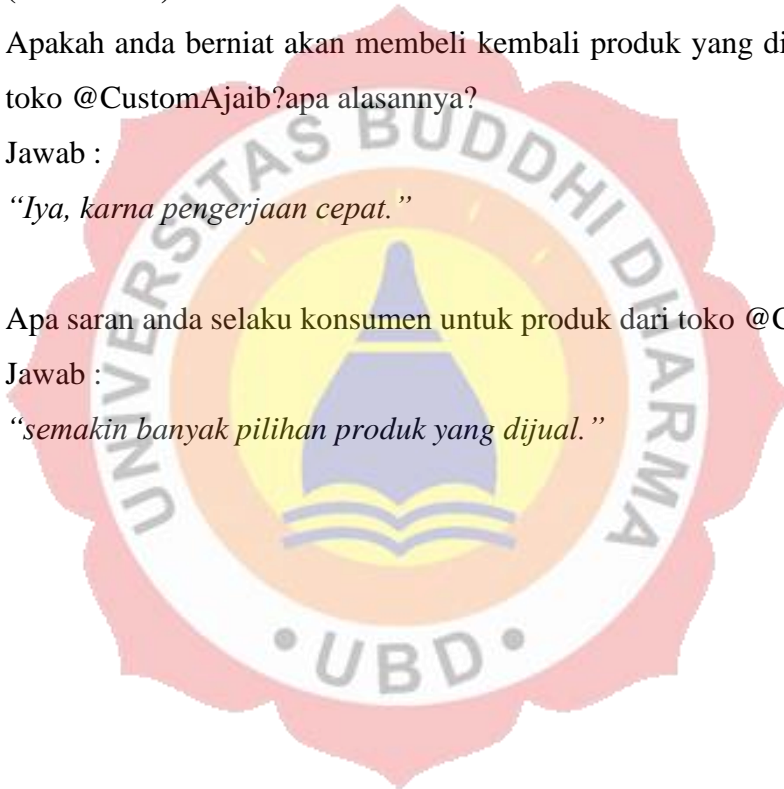 Apakah anda berniat akan membeli kembali produk yang di
toko @CustomAjaib?apa alasannya?
Jawab :
“Iya, karna pengerjaan cepat.”
Apa saran anda selaku konsumen untuk produk dari toko @C
Jawab :
“semakin banyak pilihan produk yang dijual.”
UNIVERSITAS BUDDHI DHARMA
• UBD •